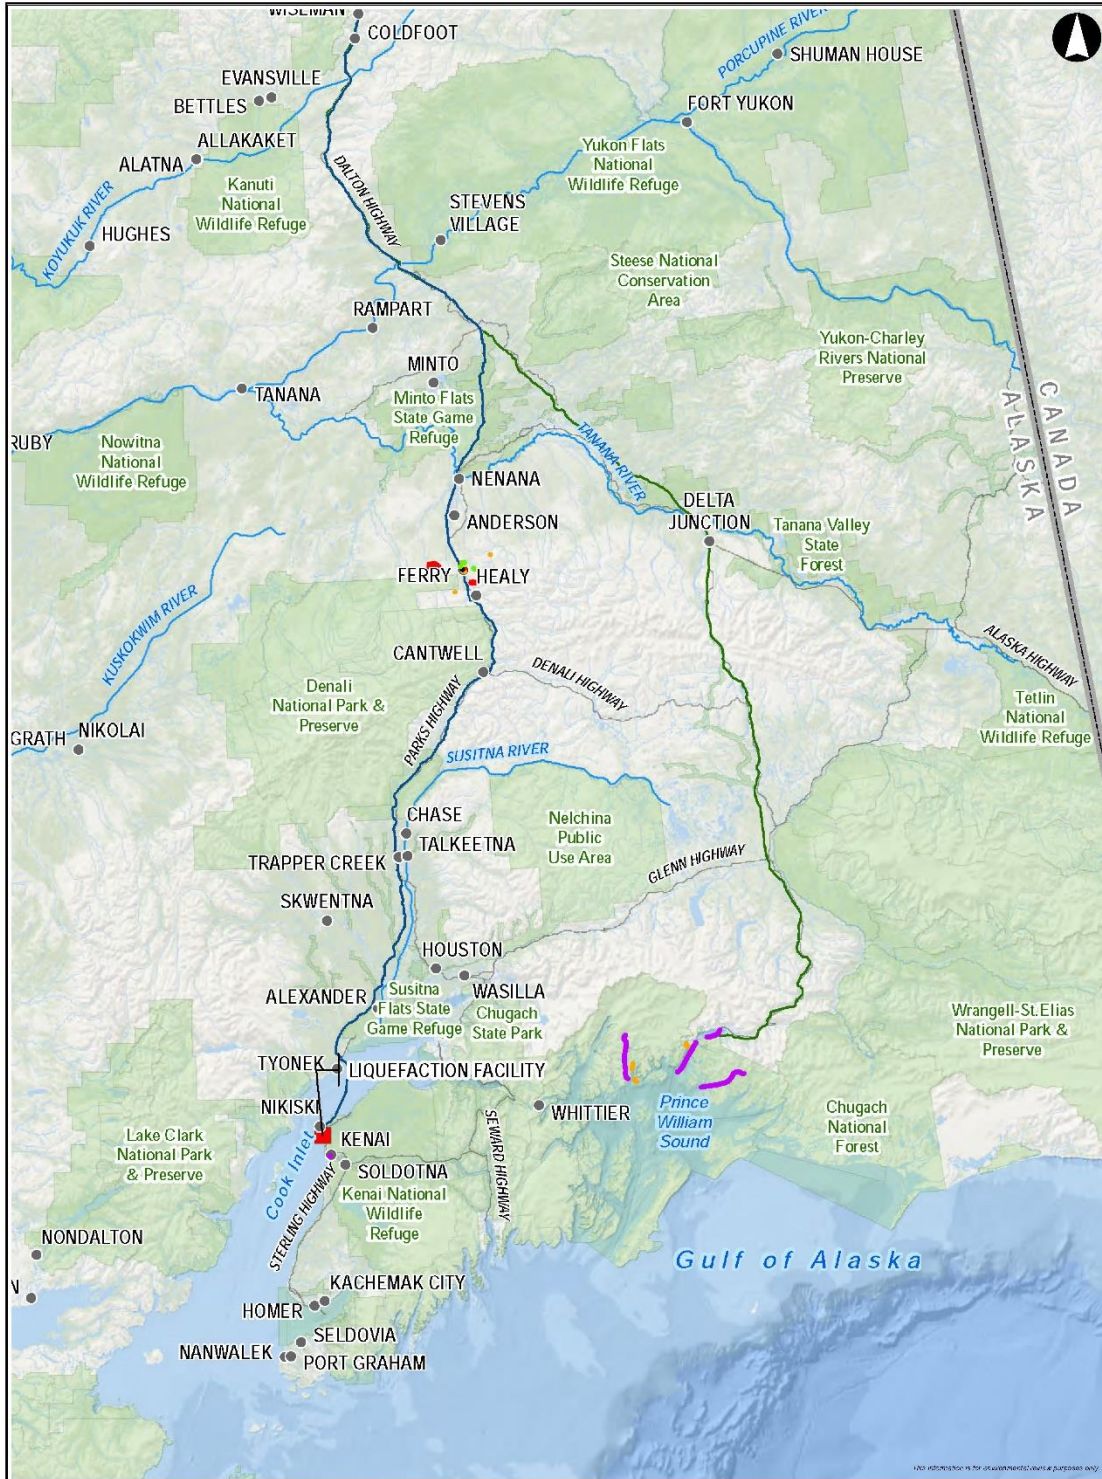 WISEMAN
COLDFOOT
PORCUPINE RIVER
SHUMAN HOUSE
EVANSVILLE
BETTLES
FORT YUKON
ALLAKAKET
ALATNA
Yukon Flats
National
Wildlife Refuge
DALTON HIGHWAY
Kanuti
National
Wildlife Refuge
KOYUKUK RIVER
STEVENS
VILLAGE
HUGHES
Steese National
Conservation
Area
RAMPART
Yukon-Charley
Rivers National
Preserve
MINTO
TANANA
Minto Flats
State Game
Refuge
CANADA
ALASKA
RUBY
Nowitna
National
Wildlife Refuge
TANANA RIVER
NENANA
DELTA
JUNCTION
ANDERSON
Tanana Valley
State
Forest
FERRY
HEALY
KUSKOKWIM RIVER
ALASKA HIGHWAY
CANTWELL
DENALI HIGHWAY
Denali
National Park &
Preserve
Tetlin
National
Wildlife Refuge
PARKS HIGHWAY
GRATH
NIKOLAI
SUSITNA RIVER
CHASE
Nelchina
Public
Use Area
TALKEETNA
TRAPPER CREEK
GLENN HIGHWAY
SKWENTNA
HOUSTON
WASILLA
ALEXANDER
Susitna
Flats State
Game Refuge
Chugach
State Park
Wrangell-St.Elias
National Park &
Preserve
TYONEK
LIQUEFACTION FACILITY
NIKISKI
WHITTIER
Prince
William
Sound
Chugach
National
Forest
SEWARD HIGHWAY
Lake Clark
National Park
& Preserve
Cook Inlet
KENAI
SOLDOTNA
STERLING HIGHWAY
Kenai National
Wildlife
Refuge
NONDALTON
Gulf of Alaska
N
KACHEMAK CITY
HOMER
SELDOVIA
NANWALEK
PORT GRAHAM
This information is for environmental review purposes only.